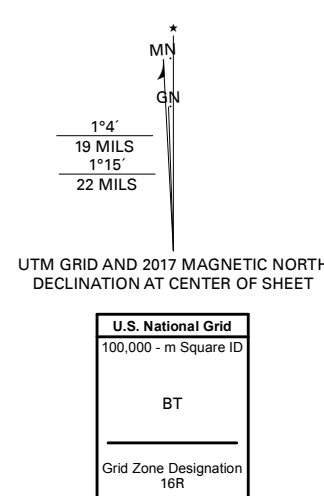 ★
MN
GN
1°4´
19 MILS
1°15´
22 MILS
UTM GRID AND 2017 MAGNETIC NORTH
DECLINATION AT CENTER OF SHEET
U.S. National Grid
100,000 - m Square ID
BT
Grid Zone Designation
16R